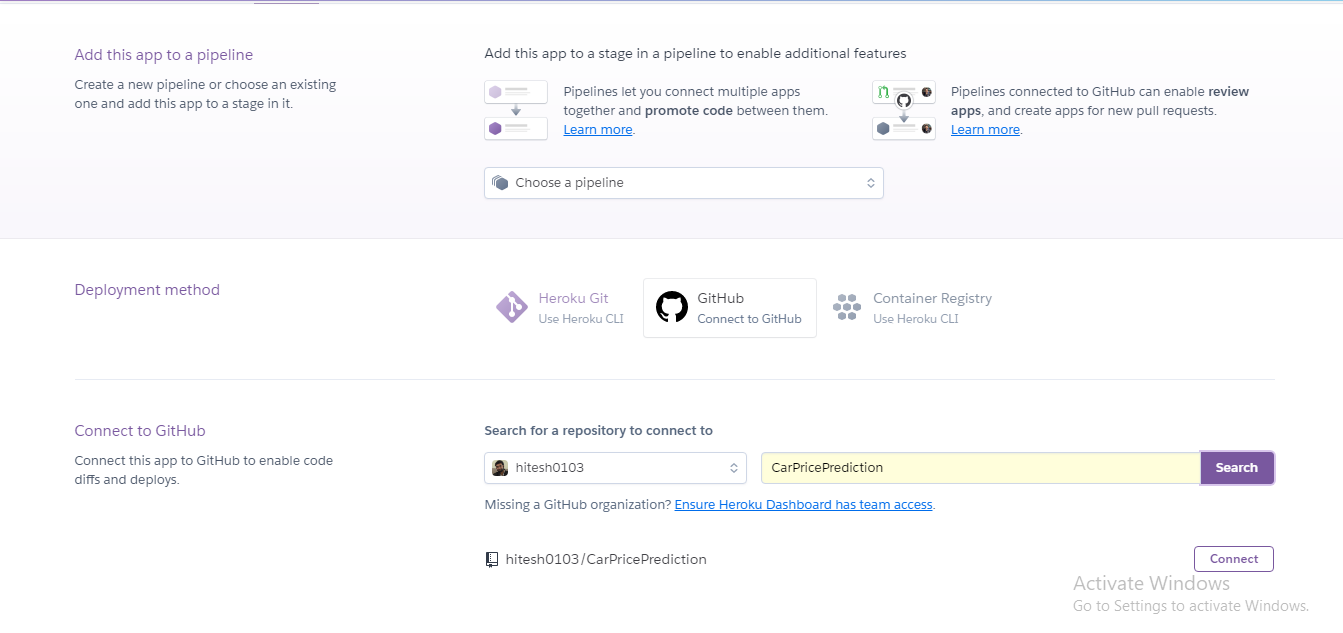 Add this app to a pipeline
Create a new pipeline or choose an existing
one and add this app to a stage in it.
Add this app to a stage in a pipeline to enable additional features
Pipelines let you connect multiple apps
together and promote code between them.
Learn more.
Pipelines connected to GitHub can enable review
apps, and create apps for new pull requests.
Learn more.
Choose a pipeline
Deployment method
Heroku Git
Use Heroku CLI
GitHub
Connect to GitHub
Container Registry
Use Heroku CLI
Connect to GitHub
Connect this app to GitHub to enable code
diffs and deploys.
Search for a repository to connect to
hitesh0103
CarPricePrediction
Search
Missing a GitHub organization? Ensure Heroku Dashboard has team access.
hitesh0103/CarPricePrediction
Connect
Activate Windows
Go to Settings to activate Windows.